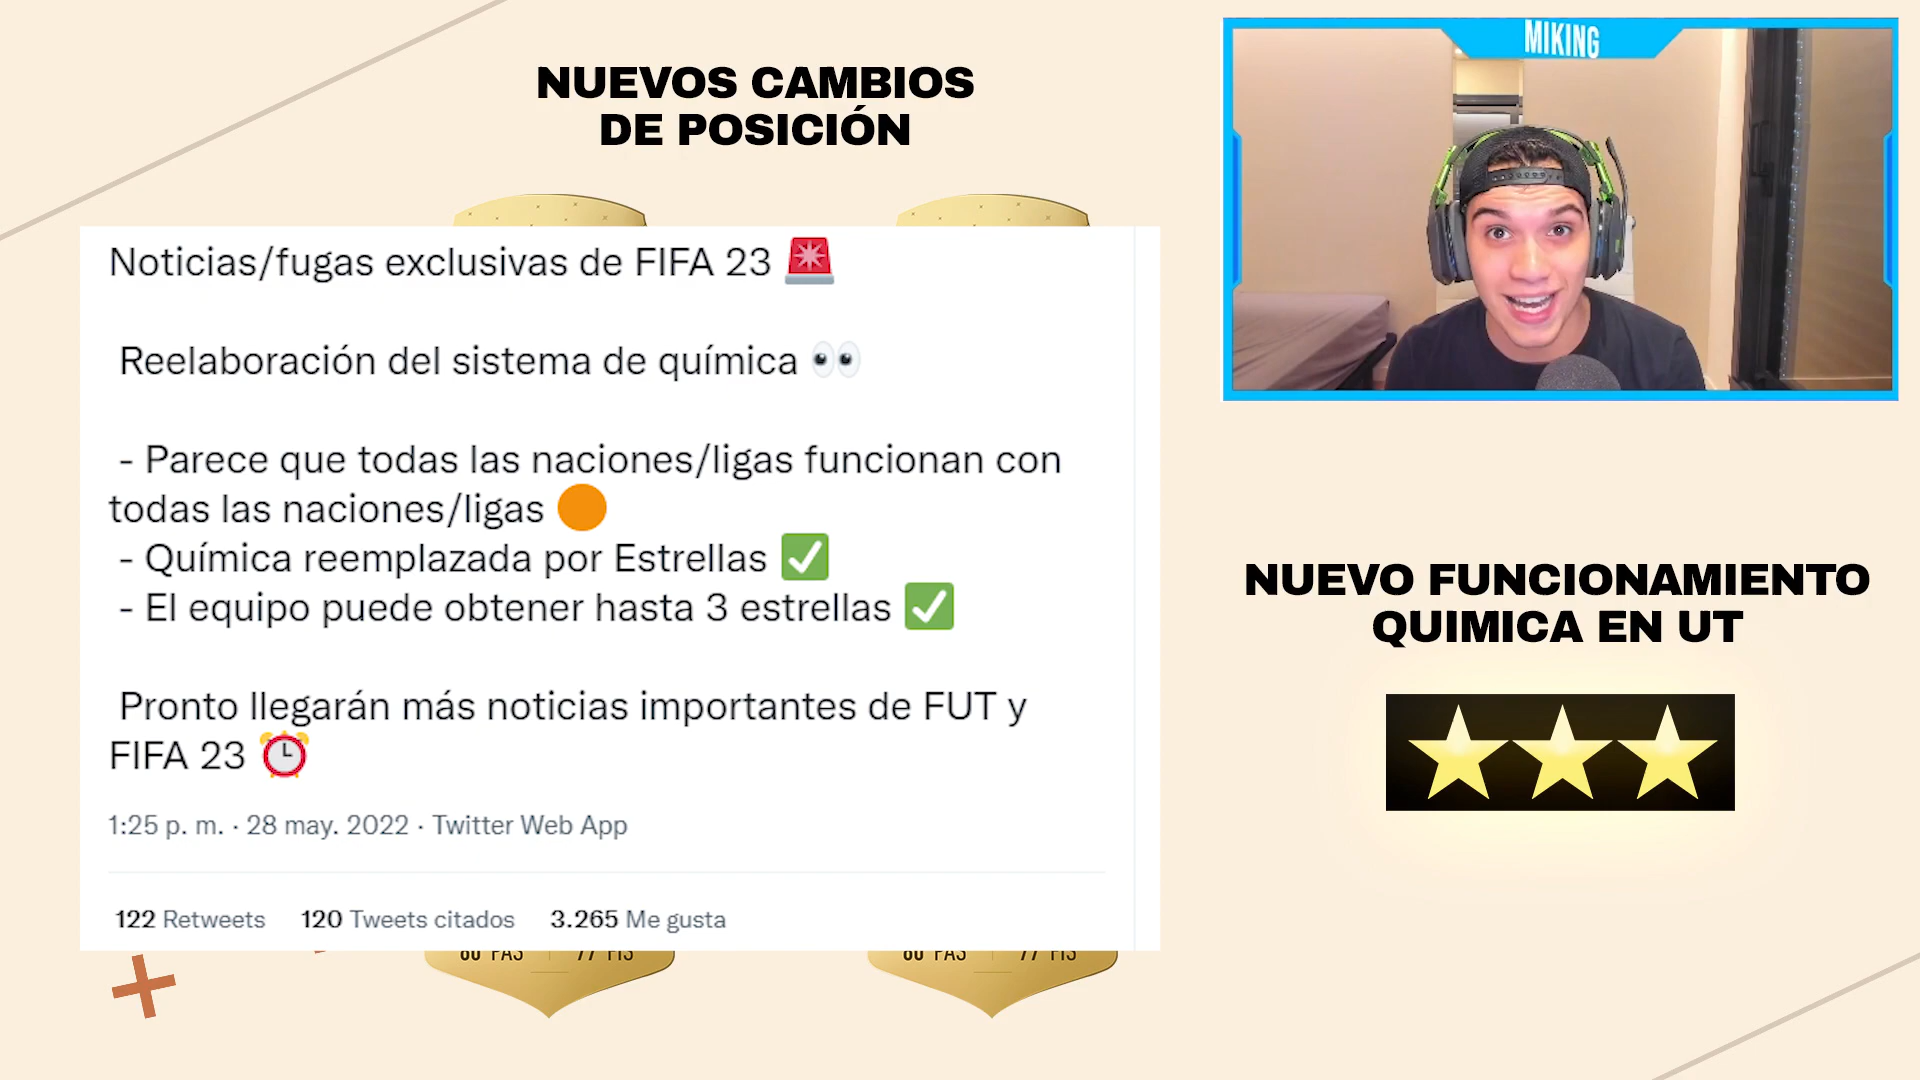 NUEVOS CAMBIOS
DE POSICIÓN
MIKING
Noticias/fugas exclusivas de FIFA 23 🚨
Reelaboración del sistema de química 👀
- Parece que todas las naciones/ligas funcionan con
todas las naciones/ligas 🟠
- Química reemplazada por Estrellas ✅
- El equipo puede obtener hasta 3 estrellas ✅
Pronto llegarán más noticias importantes de FUT y
FIFA 23 ⏰
1:25 p. m. · 28 may. 2022 · Twitter Web App
122 Retweets 120 Tweets citados 3.265 Me gusta
NUEVO FUNCIONAMIENTO
QUIMICA EN UT